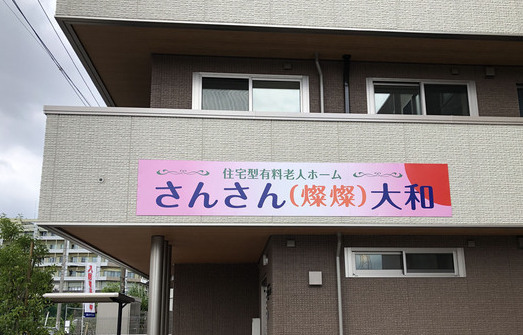 住宅型有料老人ホーム
さんさん(燦燦)大和